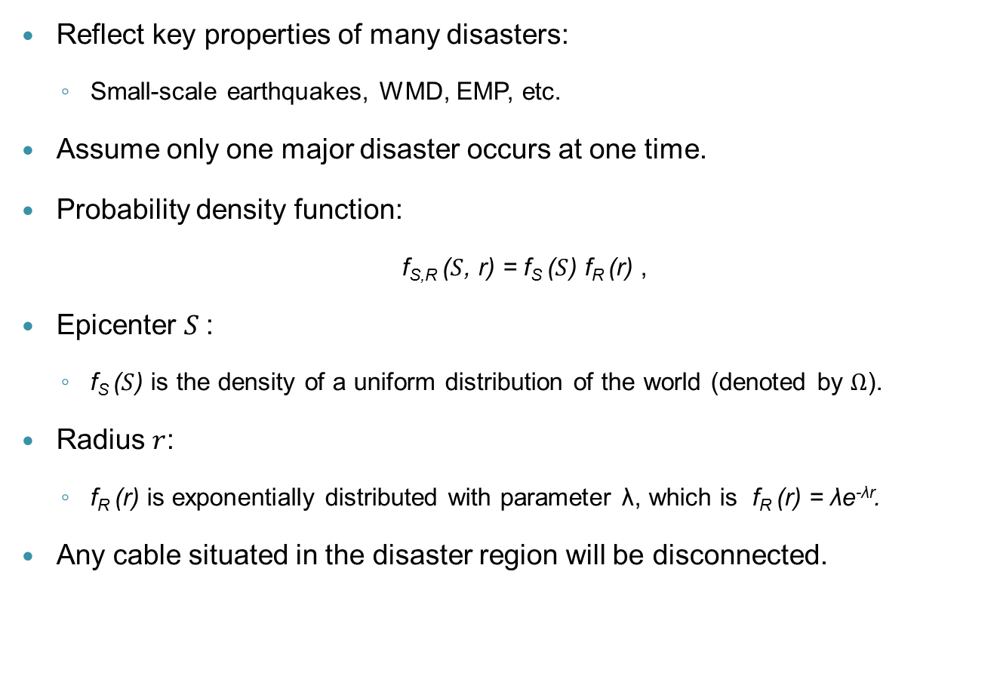 • Reflect key properties of many disasters:
◦ Small-scale earthquakes, WMD, EMP, etc.
• Assume only one major disaster occurs at one time.
• Probability density function:
f_{S,R} (S, r) = f_S (S) f_R (r) ,
• Epicenter S :
◦ f_S (S) is the density of a uniform distribution of the world (denoted by Ω).
• Radius r:
◦ f_R (r) is exponentially distributed with parameter λ, which is f_R (r) = λe^{-λr}.
• Any cable situated in the disaster region will be disconnected.